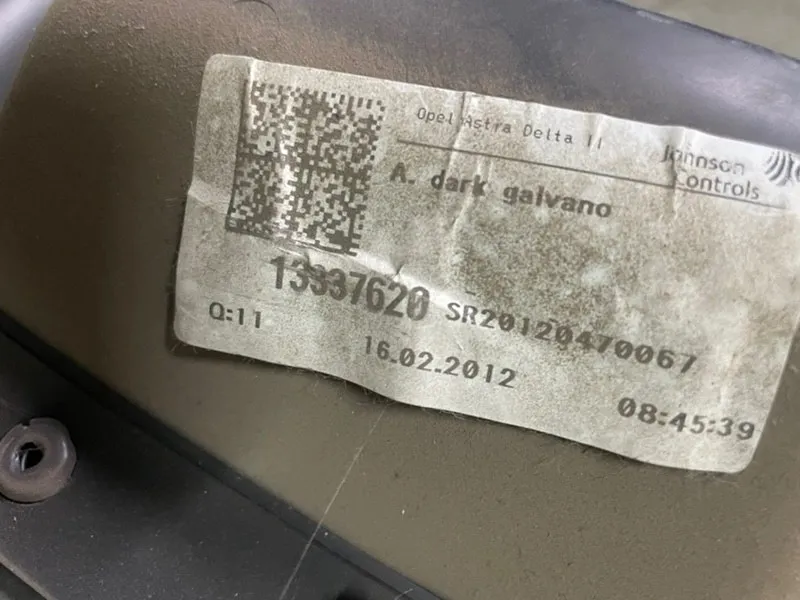 Opel Astra Delta II
Johnson
Controls
A. dark galvano
13337620 SR20120470067
Q:11
16.02.2012
08:45:39